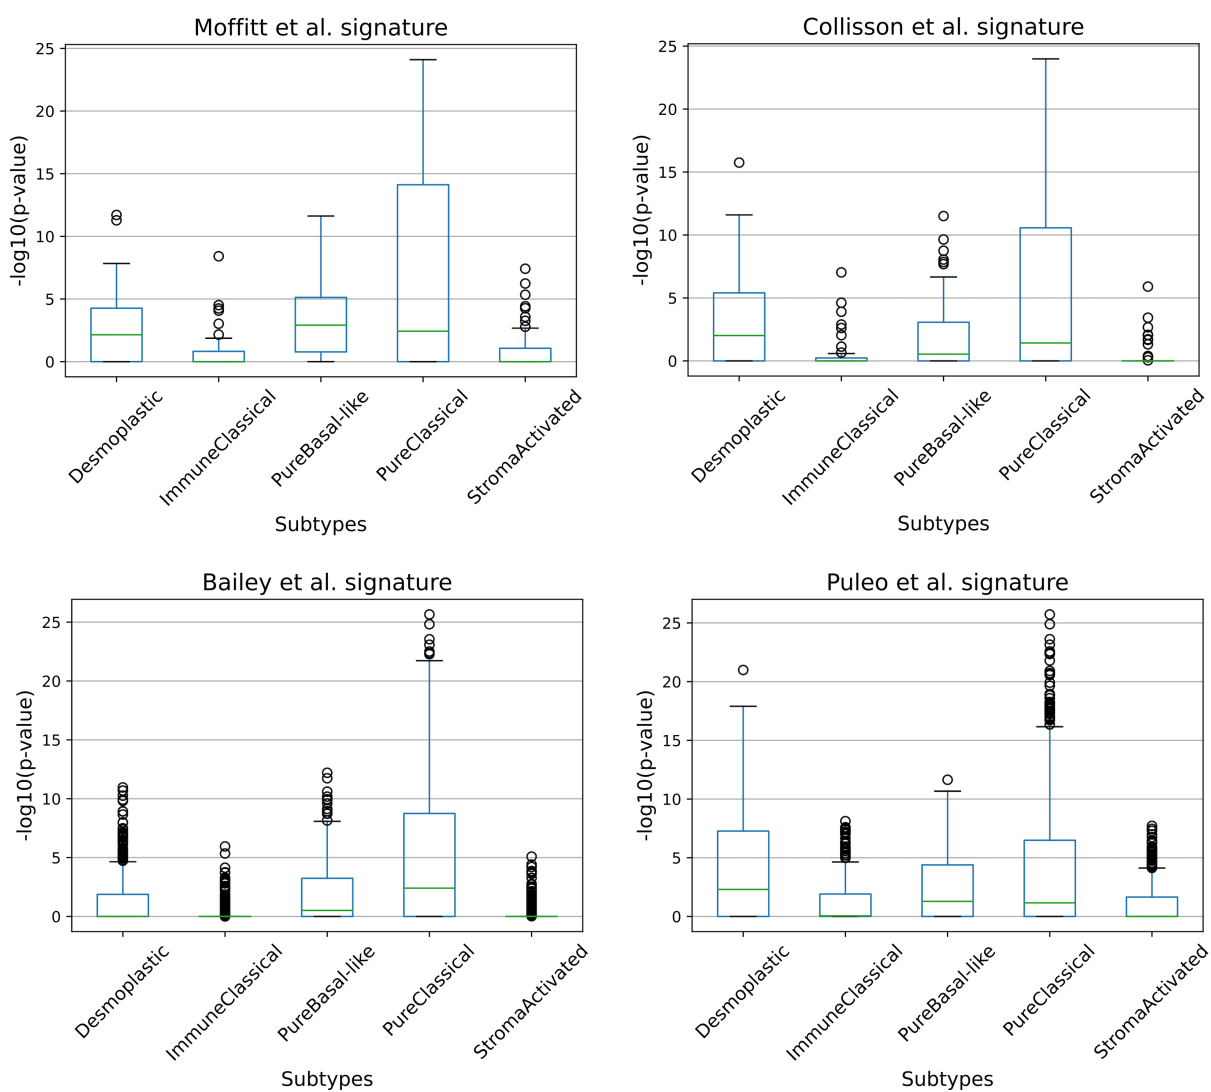 Moffitt et al. signature
25
20
15
10
5
0
-log10(p-value)
Desmoplastic
ImmuneClassical
PureBasal-like
PureClassical
StromaActivated
Subtypes
Collisson et al. signature
25
20
15
10
5
0
-log10(p-value)
Desmoplastic
ImmuneClassical
PureBasal-like
PureClassical
StromaActivated
Subtypes
Bailey et al. signature
25
20
15
10
5
0
-log10(p-value)
Desmoplastic
ImmuneClassical
PureBasal-like
PureClassical
StromaActivated
Subtypes
Puleo et al. signature
25
20
15
10
5
0
-log10(p-value)
Desmoplastic
ImmuneClassical
PureBasal-like
PureClassical
StromaActivated
Subtypes